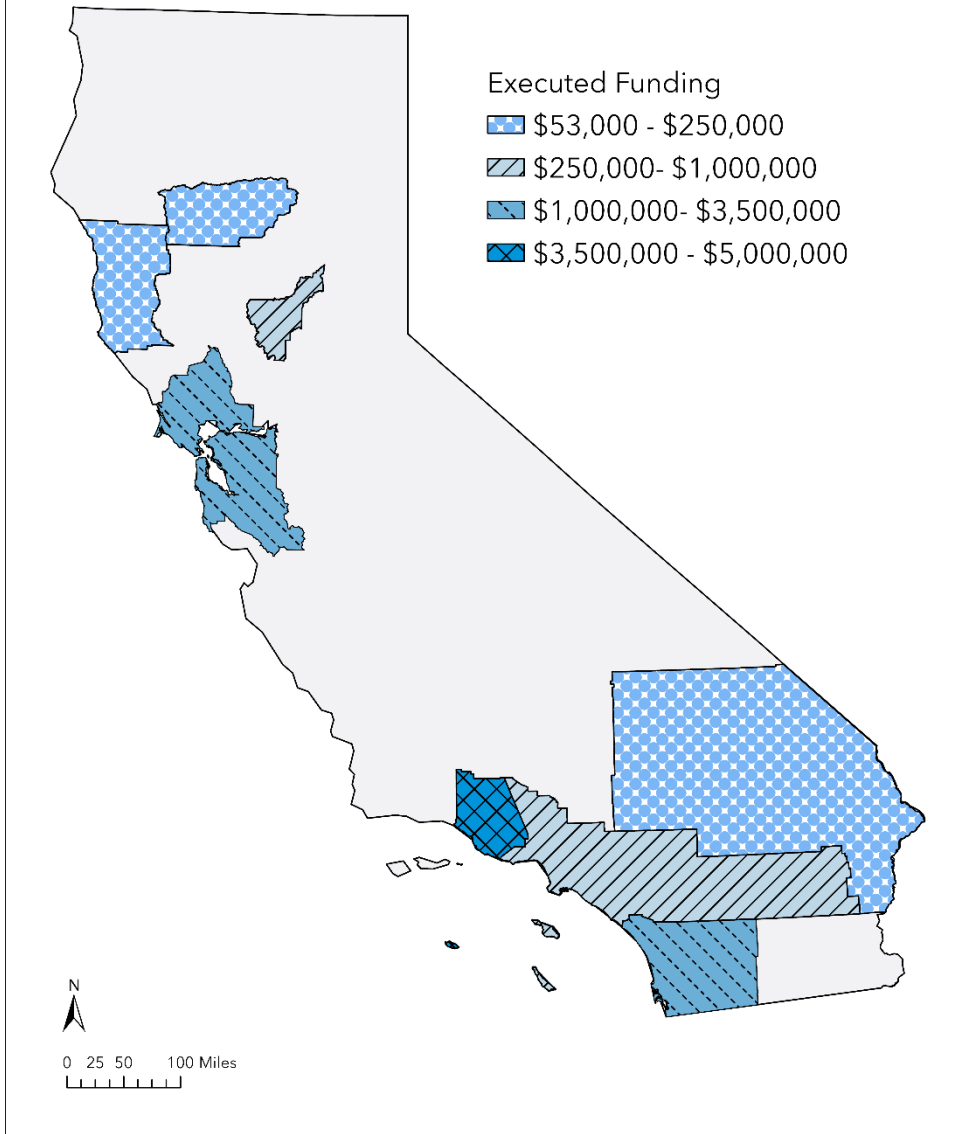 Executed Funding
$53,000 - $250,000
$250,000- $1,000,000
$1,000,000- $3,500,000
$3,500,000 - $5,000,000
N
0 25 50 100 Miles